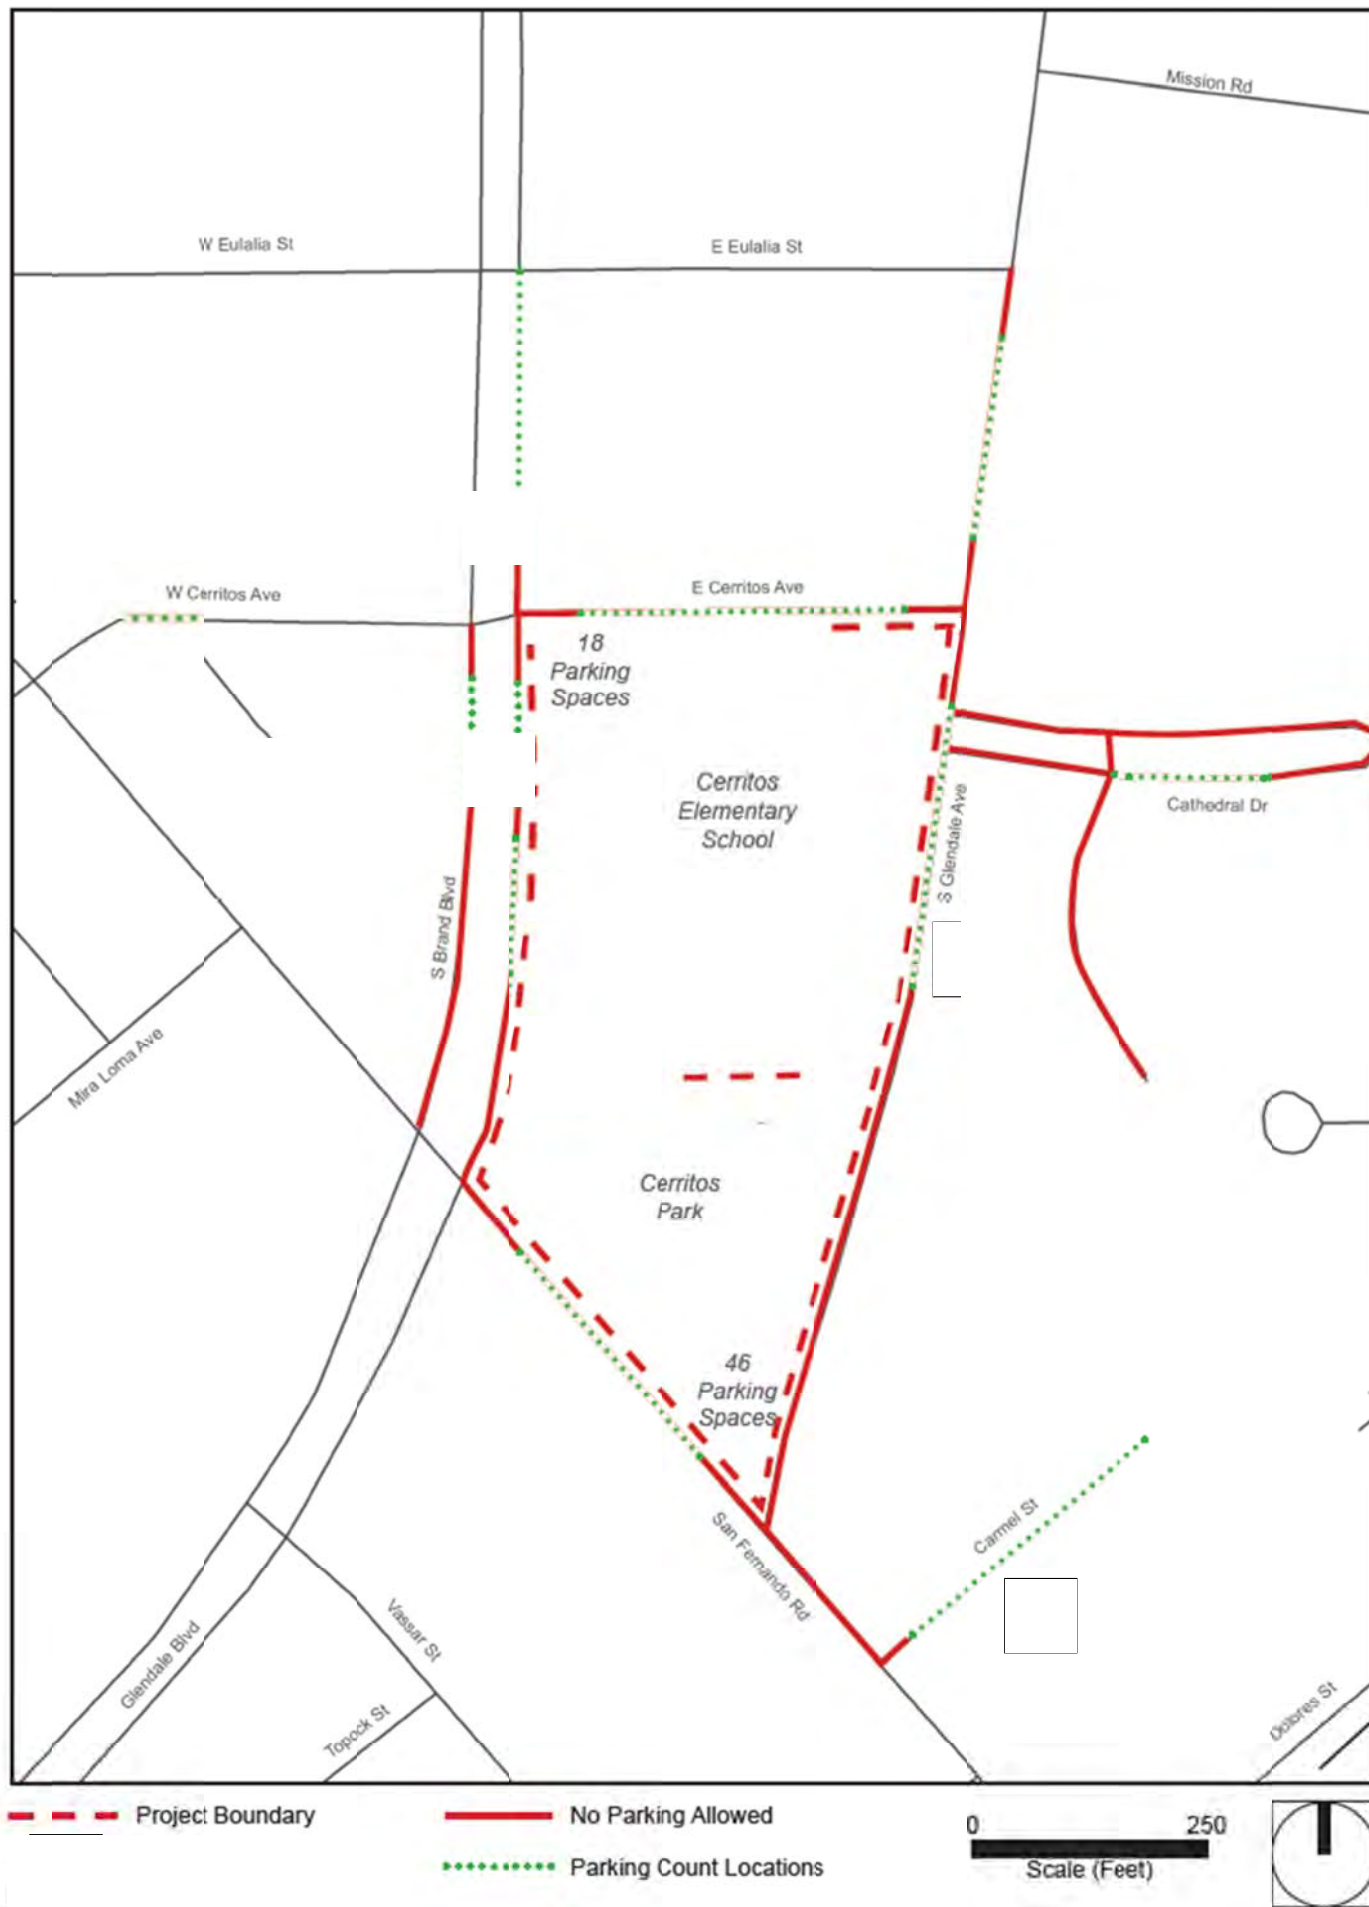 Mission Rd
W Eulalia St
E Eulalia St
W Cerritos Ave
E Cerritos Ave
18
Parking
Spaces
Cerritos
Elementary
School
Cathedral Dr
S Glendale Ave
S Brand Blvd
Mira Loma Ave
Cerritos
Park
46
Parking
Spaces
San Fernando Rd
Carmel St
Vassar St
Glendale Blvd
Topock St
Dolores St
Project Boundary
No Parking Allowed
Parking Count Locations
0 250
Scale (Feet)